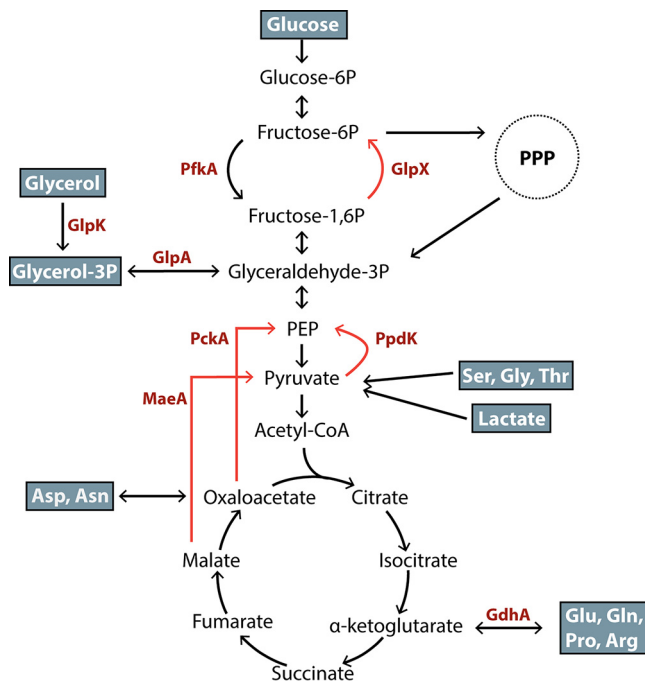 Glucose
Glucose-6P
Fructose-6P
PPP
PfkA
GlpX
Glycerol
GlpK
Fructose-1,6P
GlpA
Glycerol-3P
Glyceraldehyde-3P
PckA
PEP
PpdK
MaeA
Pyruvate
Ser, Gly, Thr
Lactate
Acetyl-CoA
Asp, Asn
Oxaloacetate
Citrate
Malate
Isocitrate
Fumarate
α-ketoglutarate
GdhA
Glu, Gln,
Pro, Arg
Succinate